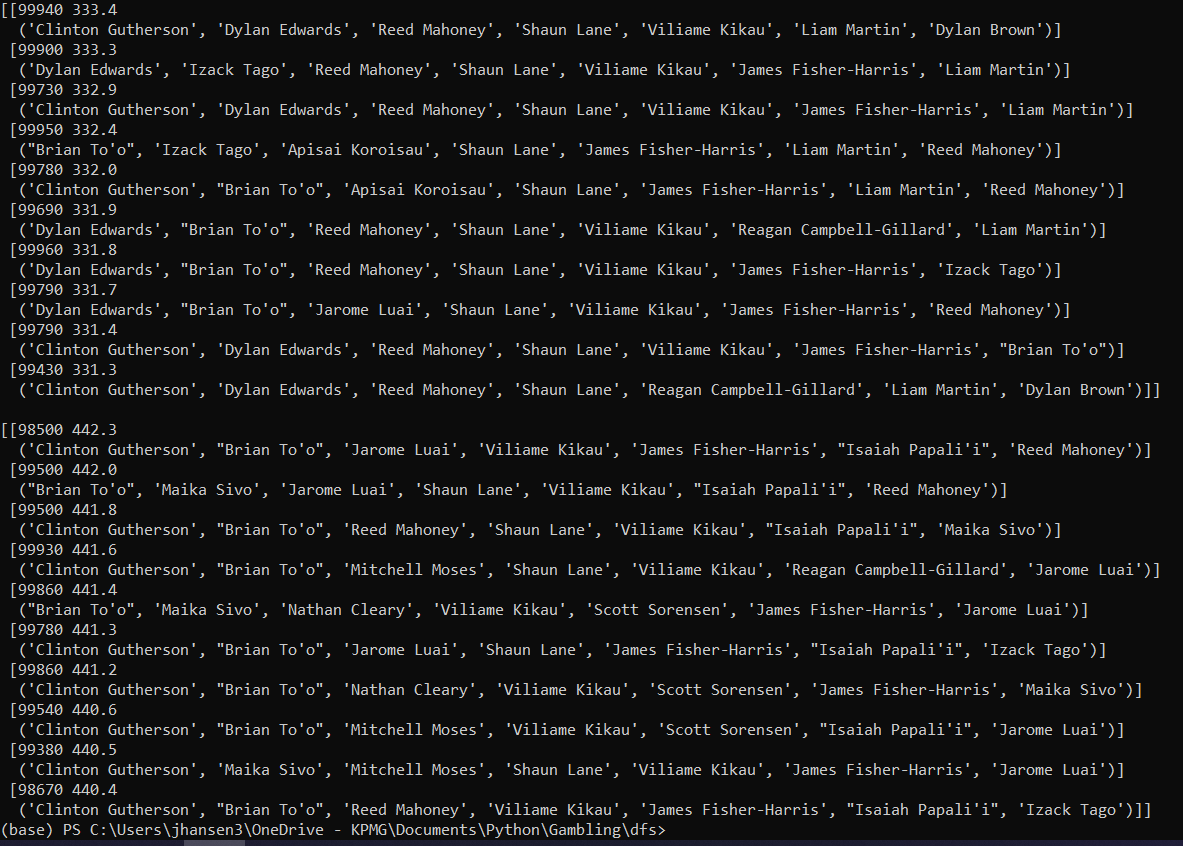 [[99940 333.4
('Clinton Gutherson', 'Dylan Edwards', 'Reed Mahoney', 'Shaun Lane', 'Viliame Kikau', 'Liam Martin', 'Dylan Brown')]
[99900 333.3
('Dylan Edwards', 'Izack Tago', 'Reed Mahoney', 'Shaun Lane', 'Viliame Kikau', 'James Fisher-Harris', 'Liam Martin')]
[99730 332.9
('Clinton Gutherson', 'Dylan Edwards', 'Reed Mahoney', 'Shaun Lane', 'Viliame Kikau', 'James Fisher-Harris', 'Liam Martin')]
[99950 332.4
("Brian To'o", 'Izack Tago', 'Apisai Koroisau', 'Shaun Lane', 'James Fisher-Harris', 'Liam Martin', 'Reed Mahoney')]
[99780 332.0
('Clinton Gutherson', "Brian To'o", 'Apisai Koroisau', 'Shaun Lane', 'James Fisher-Harris', 'Liam Martin', 'Reed Mahoney')]
[99690 331.9
('Dylan Edwards', "Brian To'o", 'Reed Mahoney', 'Shaun Lane', 'Viliame Kikau', 'Reagan Campbell-Gillard', 'Liam Martin')]
[99960 331.8
('Dylan Edwards', "Brian To'o", 'Reed Mahoney', 'Shaun Lane', 'Viliame Kikau', 'James Fisher-Harris', 'Izack Tago')]
[99790 331.7
('Dylan Edwards', "Brian To'o", 'Jarome Luai', 'Shaun Lane', 'Viliame Kikau', 'James Fisher-Harris', 'Reed Mahoney')]
[99790 331.4
('Clinton Gutherson', 'Dylan Edwards', 'Reed Mahoney', 'Shaun Lane', 'Viliame Kikau', 'James Fisher-Harris', "Brian To'o")]
[99430 331.3
('Clinton Gutherson', 'Dylan Edwards', 'Reed Mahoney', 'Shaun Lane', 'Reagan Campbell-Gillard', 'Liam Martin', 'Dylan Brown')]]
[[98500 442.3
('Clinton Gutherson', "Brian To'o", 'Jarome Luai', 'Viliame Kikau', 'James Fisher-Harris', "Isaiah Papali'i", 'Reed Mahoney')]
[99500 442.0
("Brian To'o", 'Maika Sivo', 'Jarome Luai', 'Shaun Lane', 'Viliame Kikau', "Isaiah Papali'i", 'Reed Mahoney')]
[99500 441.8
('Clinton Gutherson', "Brian To'o", 'Reed Mahoney', 'Shaun Lane', 'Viliame Kikau', "Isaiah Papali'i", 'Maika Sivo')]
[99930 441.6
('Clinton Gutherson', "Brian To'o", 'Mitchell Moses', 'Shaun Lane', 'Viliame Kikau', 'Reagan Campbell-Gillard', 'Jarome Luai')]
[99860 441.4
("Brian To'o", 'Maika Sivo', 'Nathan Cleary', 'Viliame Kikau', 'Scott Sorensen', 'James Fisher-Harris', 'Jarome Luai')]
[99780 441.3
('Clinton Gutherson', "Brian To'o", 'Jarome Luai', 'Shaun Lane', 'James Fisher-Harris', "Isaiah Papali'i", 'Izack Tago')]
[99860 441.2
('Clinton Gutherson', "Brian To'o", 'Nathan Cleary', 'Viliame Kikau', 'Scott Sorensen', 'James Fisher-Harris', 'Maika Sivo')]
[99540 440.6
('Clinton Gutherson', "Brian To'o", 'Mitchell Moses', 'Viliame Kikau', 'Scott Sorensen', "Isaiah Papali'i", 'Jarome Luai')]
[99380 440.5
('Clinton Gutherson', 'Maika Sivo', 'Mitchell Moses', 'Shaun Lane', 'Viliame Kikau', 'James Fisher-Harris', 'Jarome Luai')]
[98670 440.4
('Clinton Gutherson', "Brian To'o", 'Reed Mahoney', 'Viliame Kikau', 'James Fisher-Harris', "Isaiah Papali'i", 'Izack Tago')]]
(base) PS C:\Users\jhansen3\OneDrive - KPMG\Documents\Python\Gambling\dfs>